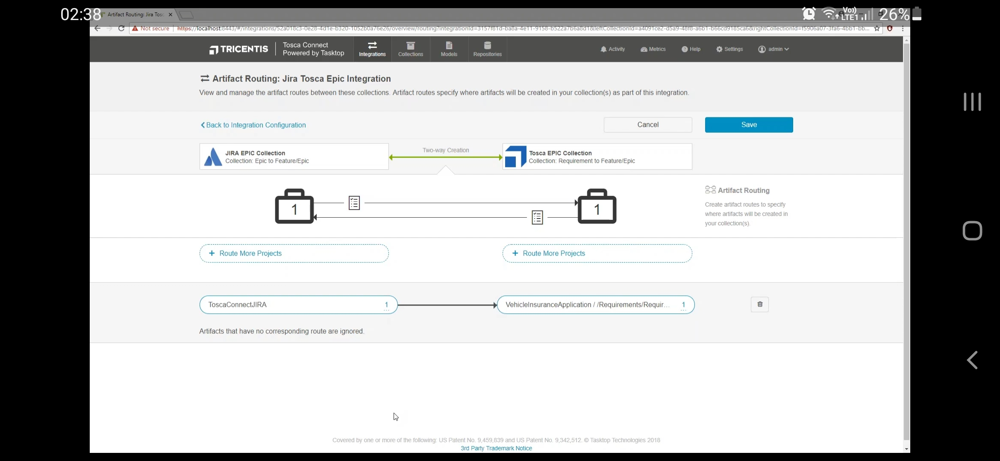 02:38
Artifact Routing: Jira Tosc
Vo))
LTE1
26%
Not secure
https://localhost:8443/#/integrations/52a018c3-0e28-4d1e-b320-1052b0a76e26/overview/routing?integrationId=3157f81d-ba8a-4e11-9158-b522a7b6a8d1&leftCollectionId=a4091ce2-d5a9-48f8-a6b1-b66cd9185ca6&rightCollectionId=f5906a07-3fa6-4bb1-bb...
TRICENTIS
Tosca Connect
Powered by Tasktop
Integrations
Collections
Models
Repositories
Activity
Metrics
Help
Settings
admin
Artifact Routing: Jira Tosca Epic Integration
View and manage the artifact routes between these collections. Artifact routes specify where artifacts will be created in your collection(s) as part of this integration.
Back to Integration Configuration
Cancel
Save
JIRA EPIC Collection
Collection: Epic to Feature/Epic
Two-way Creation
Tosca EPIC Collection
Collection: Requirement to Feature/Epic
1
1
Artifact Routing
Create artifact routes to specify
where artifacts will be created in
your collection(s).
+ Route More Projects
+ Route More Projects
ToscaConnectJIRA 1
VehicleInsuranceApplication / /Requirements/Requir... 1
Artifacts that have no corresponding route are ignored.
Covered by one or more of the following: US Patent No. 9,459,839 and US Patent No. 9,342,512. © Tasktop Technologies 2018
3rd Party Trademark Notice